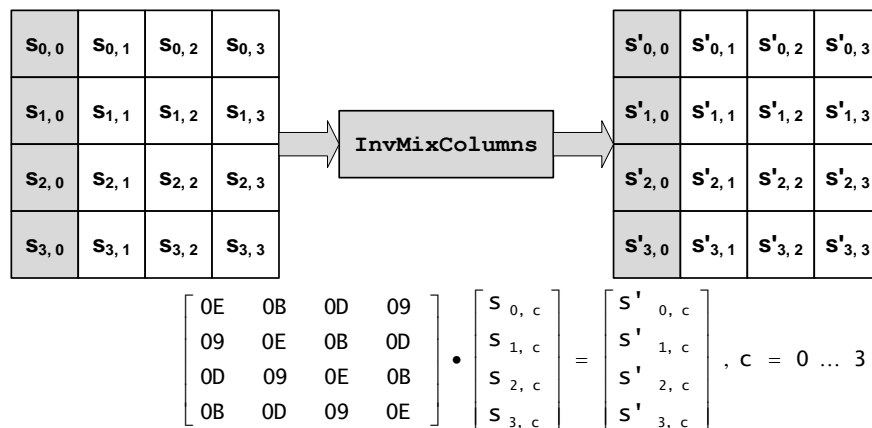 s0, 0 s0, 1 s0, 2 s0, 3 s'0, 0 s'0, 1 s'0, 2 s'0, 3
s1, 0 s1, 1 s1, 2 s1, 3 s'1, 0 s'1, 1 s'1, 2 s'1, 3
InvMixColumns
s2, 0 s2, 1 s2, 2 s2, 3 s'2, 0 s'2, 1 s'2, 2 s'2, 3
s3, 0 s3, 1 s3, 2 s3, 3 s'3, 0 s'3, 1 s'3, 2 s'3, 3
0E 0B 0D 09 s 0, c s' 0, c
09 0E 0B 0D s 1, c s' 1, c
• = , c = 0 ... 3
0D 09 0E 0B s 2, c s' 2, c
0B 0D 09 0E s 3, c s' 3, c